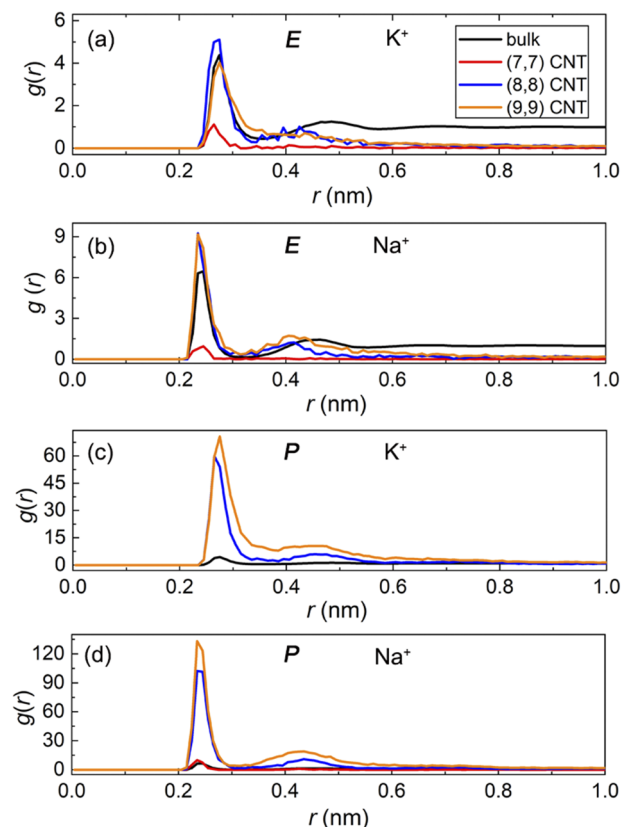 (a) E K⁺
bulk
(7,7) CNT
(8,8) CNT
(9,9) CNT
g(r)
6
4
2
0
0.0 0.2 0.4 0.6 0.8 1.0
r (nm)
(b) E Na⁺
g (r)
9
6
3
0
0.0 0.2 0.4 0.6 0.8 1.0
r (nm)
(c) P K⁺
g(r)
60
45
30
15
0
0.0 0.2 0.4 0.6 0.8 1.0
r (nm)
(d) P Na⁺
g(r)
120
90
60
30
0
0.0 0.2 0.4 0.6 0.8 1.0
r (nm)